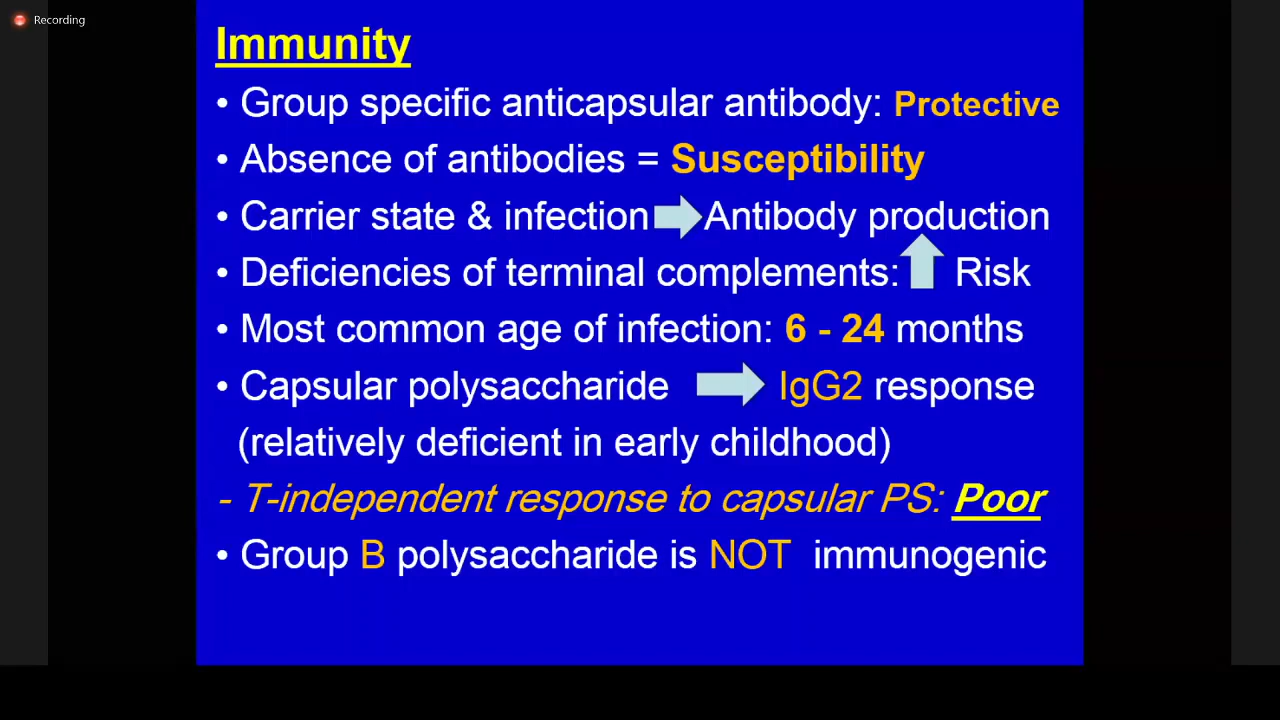 Recording
Immunity
• Group specific anticapsular antibody: Protective
• Absence of antibodies = Susceptibility
• Carrier state & infection Antibody production
• Deficiencies of terminal complements: Risk
• Most common age of infection: 6 - 24 months
• Capsular polysaccharide IgG2 response
(relatively deficient in early childhood)
- T-independent response to capsular PS: Poor
• Group B polysaccharide is NOT immunogenic